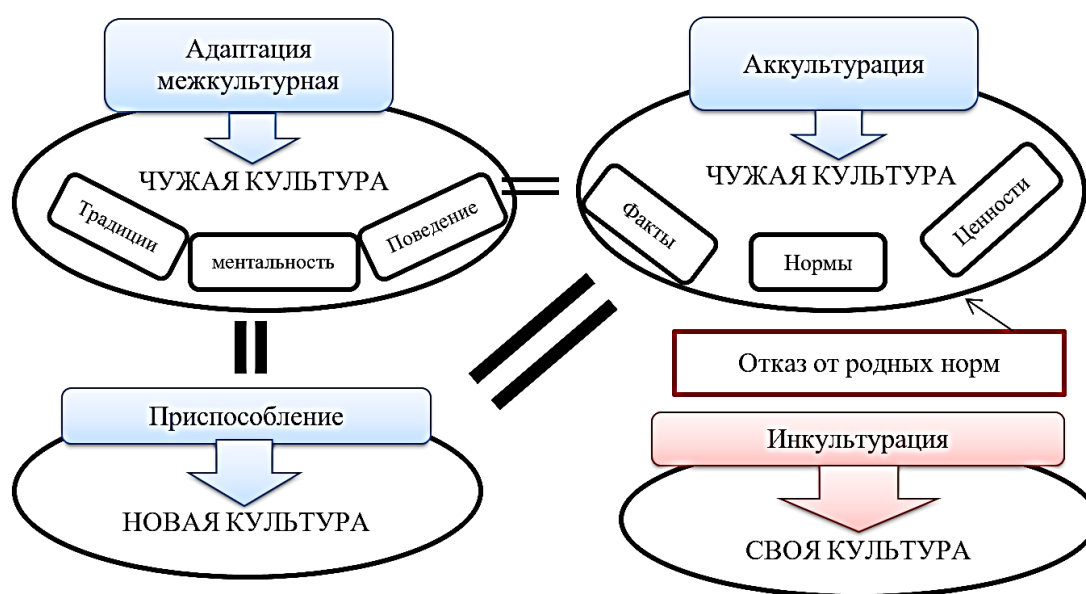 Адаптация
межкультурная
ЧУЖАЯ КУЛЬТУРА
Традиции
ментальность
Поведение
Аккультурация
ЧУЖАЯ КУЛЬТУРА
Факты
Нормы
Ценности
Отказ от родных норм
Приспособление
НОВАЯ КУЛЬТУРА
Инкультурация
СВОЯ КУЛЬТУРА